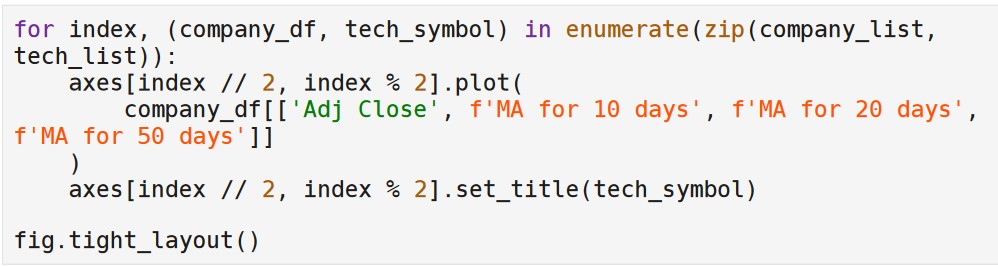 for index, (company_df, tech_symbol) in enumerate(zip(company_list,
tech_list)):
    axes[index // 2, index % 2].plot(
        company_df[['Adj Close', f'MA for 10 days', f'MA for 20 days',
f'MA for 50 days']]
    )
    axes[index // 2, index % 2].set_title(tech_symbol)

fig.tight_layout()